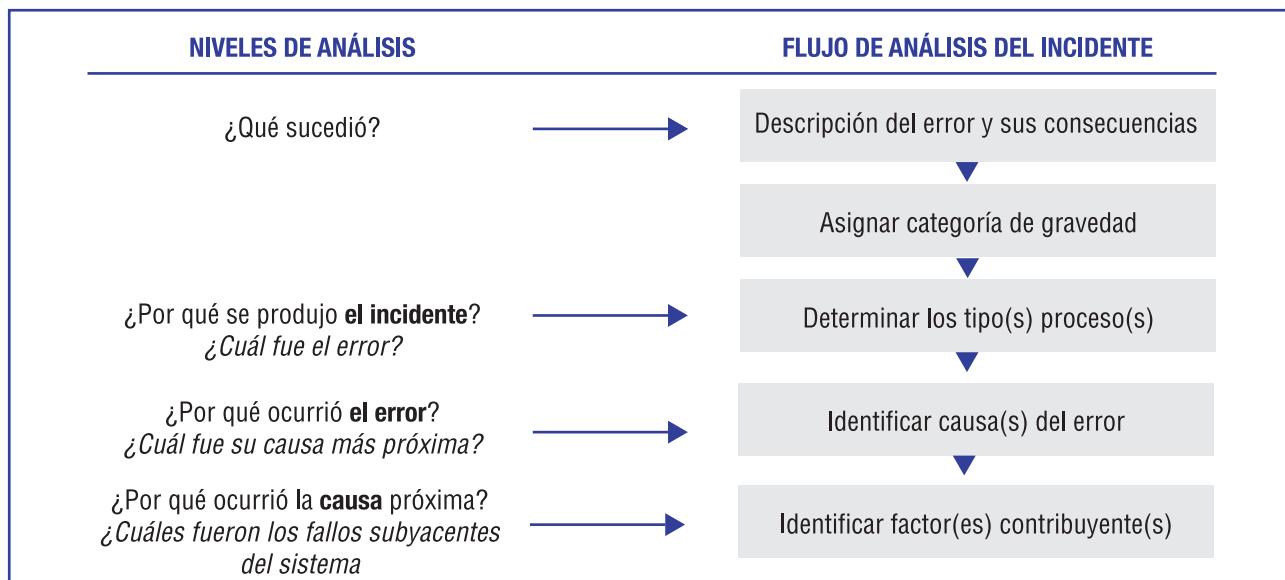 NIVELES DE ANÁLISIS
FLUJO DE ANÁLISIS DEL INCIDENTE
¿Qué sucedió?
Descripción del error y sus consecuencias
Asignar categoría de gravedad
¿Por qué se produjo el incidente?
¿Cuál fue el error?
Determinar los tipo(s) proceso(s)
¿Por qué ocurrió el error?
¿Cuál fue su causa más próxima?
Identificar causa(s) del error
¿Por qué ocurrió la causa próxima?
¿Cuáles fueron los fallos subyacentes
del sistema
Identificar factor(es) contribuyente(s)